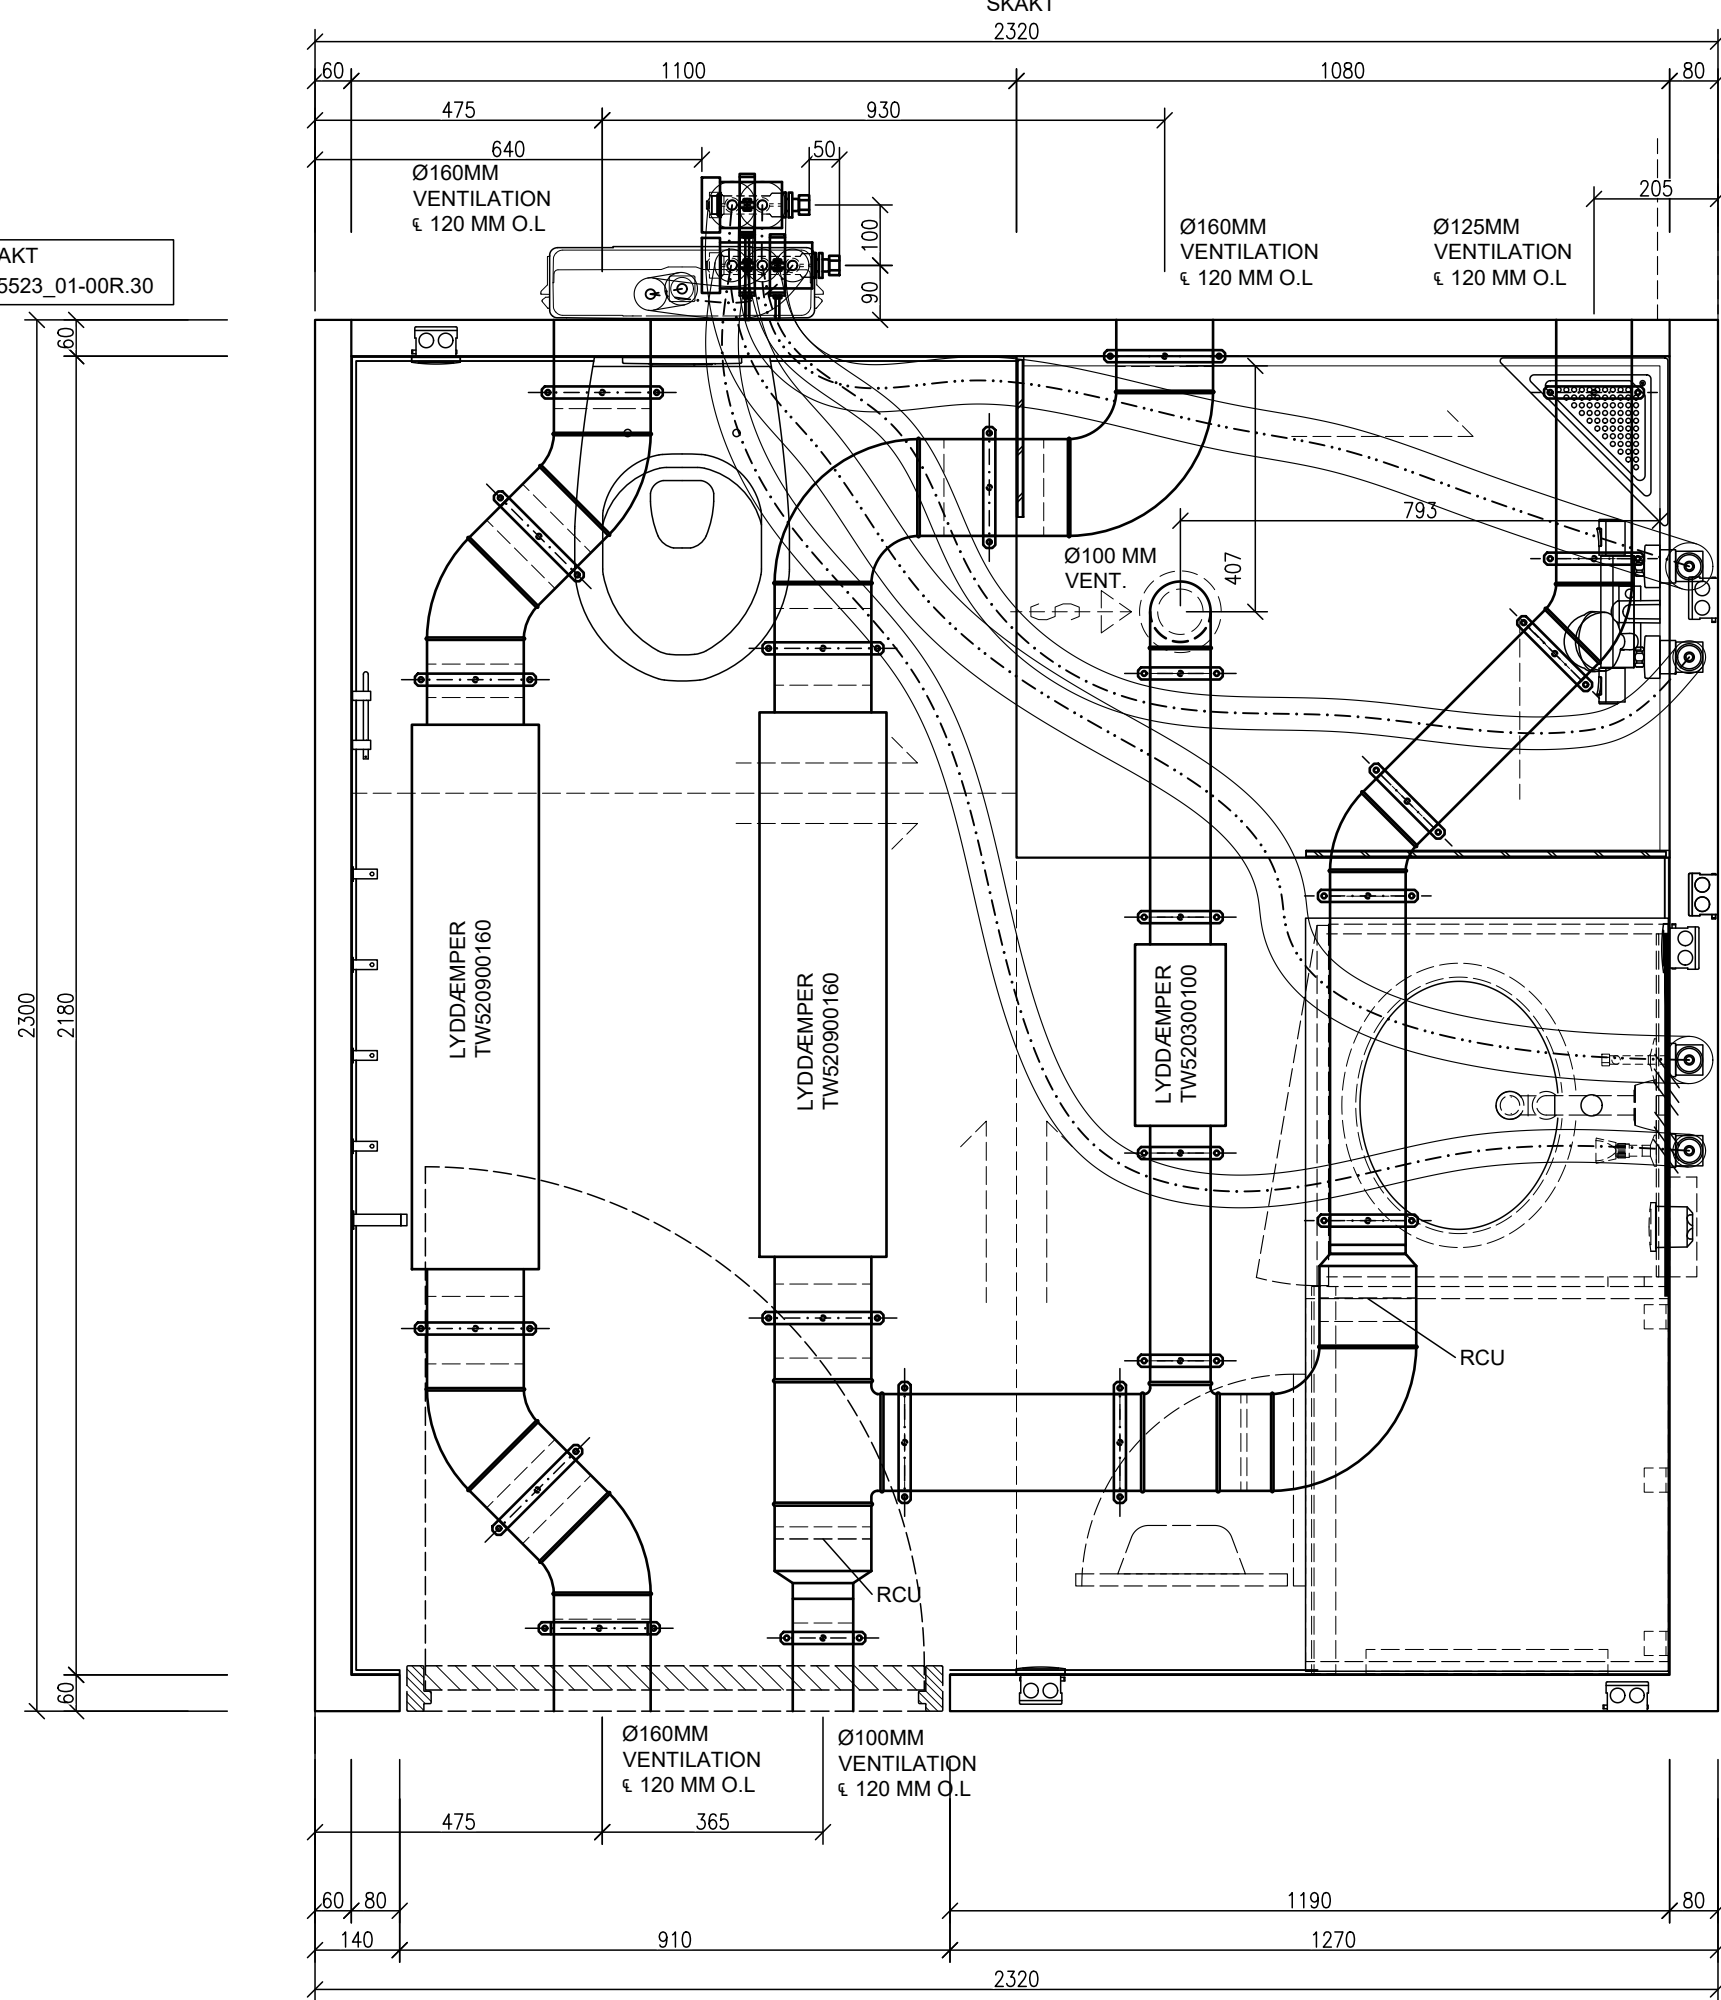 SKAKT
2320
60
1100
1080
80
475
930
640
50
205
Ø160MM
VENTILATION
℄ 120 MM O.L
Ø160MM
VENTILATION
℄ 120 MM O.L
Ø125MM
VENTILATION
℄ 120 MM O.L
100
90
AKT
5523_01-00R.30
60
793
Ø100 MM
VENT.
407
2300
2180
LYDDÆMPER
TW520900160
LYDDÆMPER
TW520900160
LYDDÆMPER
TW520300100
RCU
RCU
60
Ø160MM
VENTILATION
℄ 120 MM O.L
Ø100MM
VENTILATION
℄ 120 MM O.L
475
365
60
80
1190
80
140
910
1270
2320